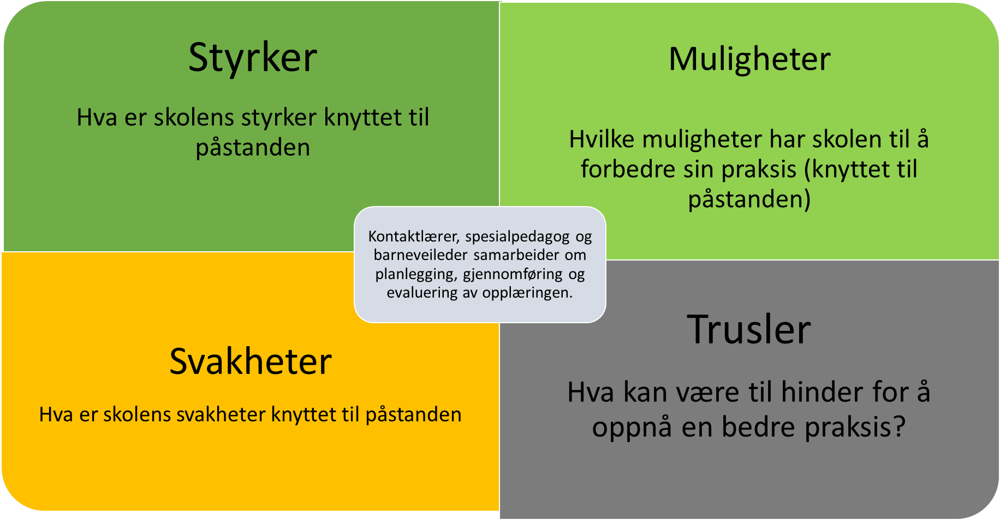 Styrker
Hva er skolens styrker knyttet til
påstanden
Muligheter
Hvilke muligheter har skolen til å
forbedre sin praksis (knyttet til
påstanden)
Kontaktlærer, spesialpedagog og
barneveileder samarbeider om
planlegging, gjennomføring og
evaluering av opplæringen.
Svakheter
Hva er skolens svakheter knyttet til påstanden
Trusler
Hva kan være til hinder for å
oppnå en bedre praksis?